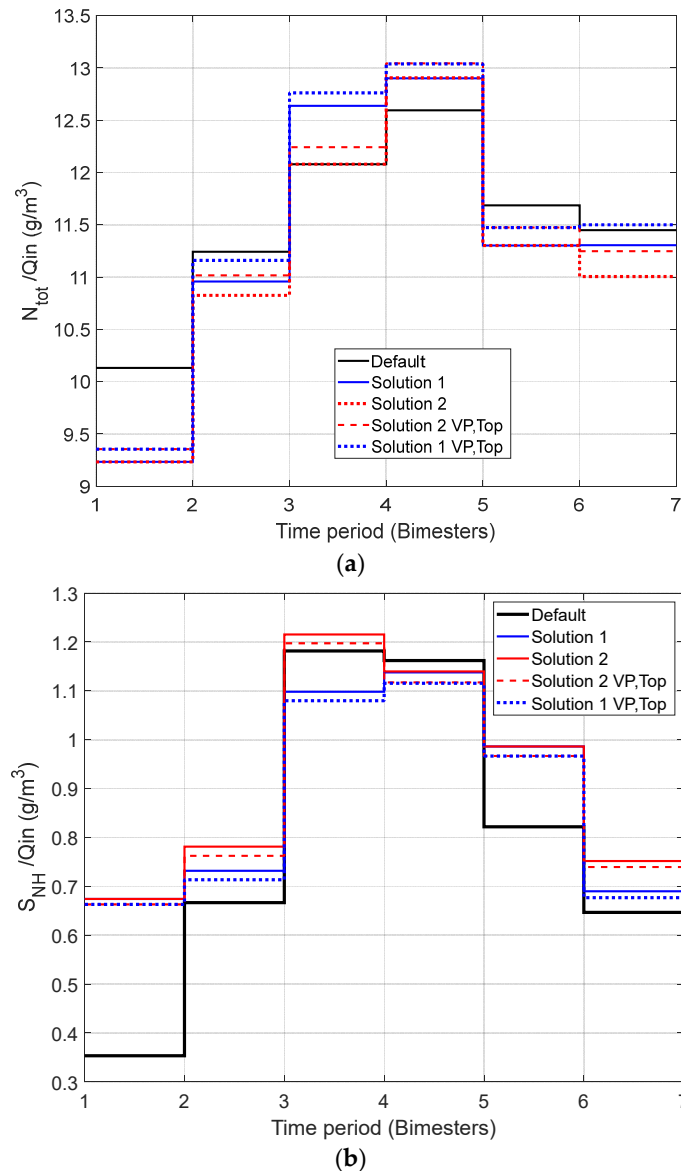 13.5
13
12.5
12
11.5
11
10.5
10
9.5
9
N_tot /Qin (g/m^3)
Default
Solution 1
Solution 2
Solution 2 VP,Top
Solution 1 VP,Top
1 2 3 4 5 6 7
Time period (Bimesters)
(a)
1.3
1.2
1.1
1
0.9
0.8
0.7
0.6
0.5
0.4
0.3
S_NH /Qin (g/m^3)
Default
Solution 1
Solution 2
Solution 2 VP,Top
Solution 1 VP,Top
1 2 3 4 5 6 7
Time period (Bimesters)
(b)